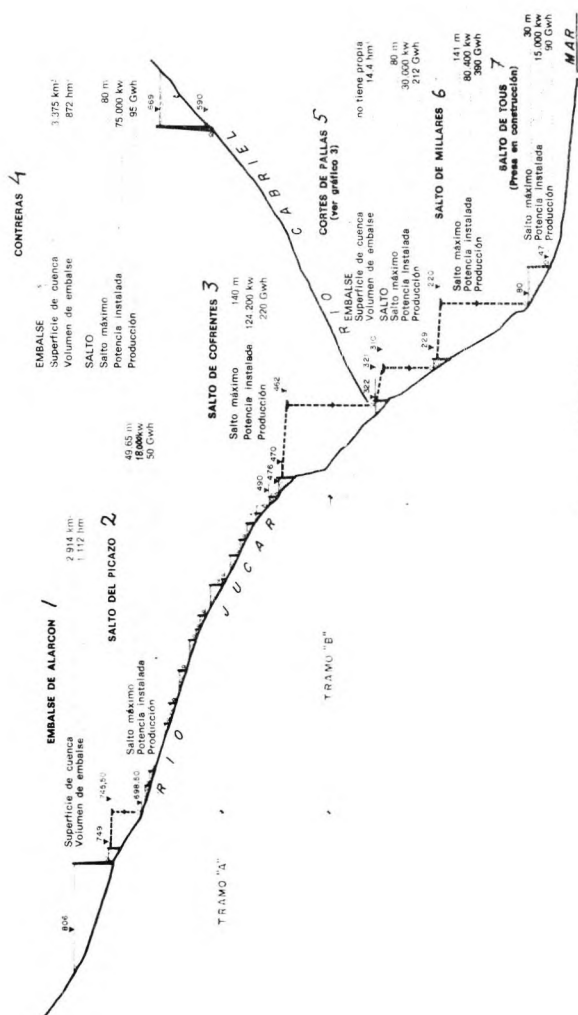 EMBALSE DE ALARCON 1
Superficie de cuenca 2.914 km²
Volumen de embalse 1.112 hm³
SALTO DEL PICAZO 2
Salto máximo 49,65 m
Potencia instalada 18.000 kw
Producción 50 Gwh
SALTO DE COFRENTES 3
Salto máximo 140 m
Potencia instalada 124.200 kw
Producción 220 Gwh
CONTRERAS 4
EMBALSE
Superficie de cuenca 3.375 km²
Volumen de embalse 872 hm³
SALTO
Salto máximo 80 m
Potencia instalada 75.000 kw
Producción 95 Gwh
CORTES DE PALLAS 5
(ver gráfico 3)
EMBALSE
Superficie de cuenca no tiene propia
Volumen de embalse 14.4 hm³
SALTO
Salto máximo 80 m
Potencia instalada 30.000 kw
Producción 212 Gwh
SALTO DE MILLARES 6
Salto máximo 141 m
Potencia instalada 80.400 kw
Producción 390 Gwh
SALTO DE TOUS 7
(Presa en construcción)
Salto máximo 30 m
Potencia instalada 15.000 kw
Producción 90 Gwh
806
749
745,50
698,50
490
476
470
462
322
321
310
229
220
80
47
669
590
RIO JUCAR
RIO CABRIEL
MAR
TRAMO "A"
TRAMO "B"